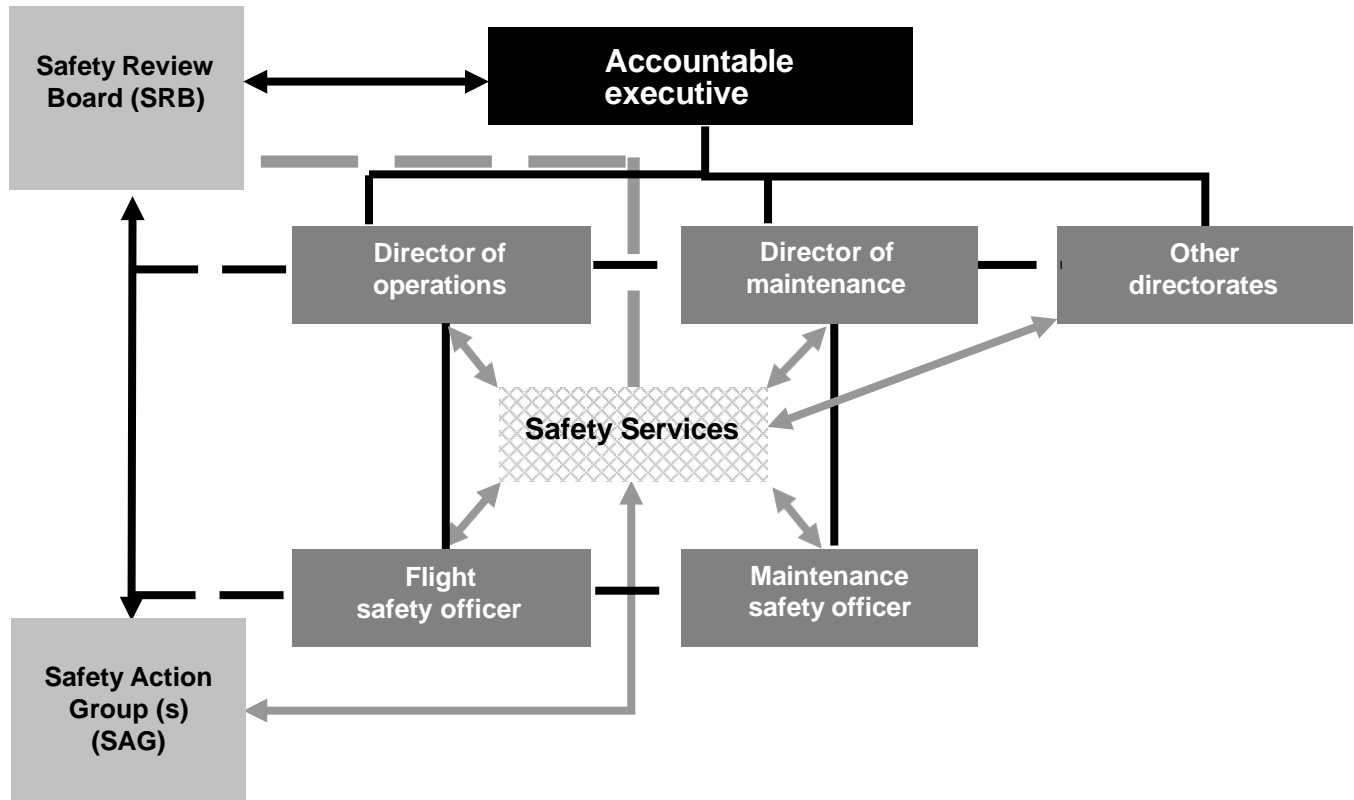 Safety Review
Board (SRB)
Accountable
executive
Director of
operations
Director of
maintenance
Other
directorates
Safety Services
Flight
safety officer
Maintenance
safety officer
Safety Action
Group (s)
(SAG)